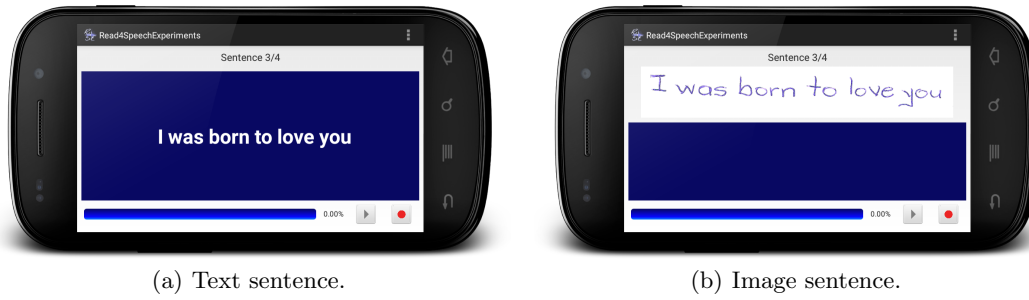 Read4SpeechExperiments
Sentence 3/4
I was born to love you
0.00%
(a) Text sentence.
Read4SpeechExperiments
Sentence 3/4
I was born to love you
0.00%
(b) Image sentence.